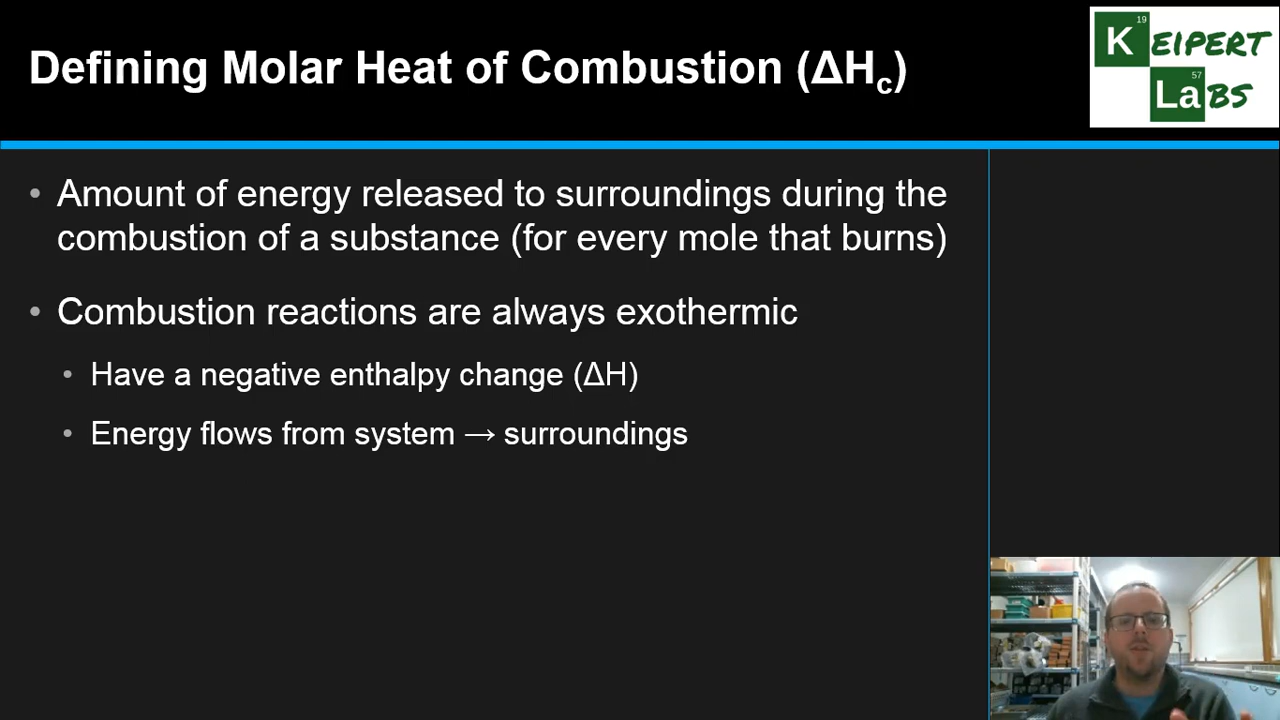 Defining Molar Heat of Combustion (ΔHc)
19
K EIPERT
57
LaBS
• Amount of energy released to surroundings during the
combustion of a substance (for every mole that burns)
• Combustion reactions are always exothermic
• Have a negative enthalpy change (ΔH)
• Energy flows from system → surroundings